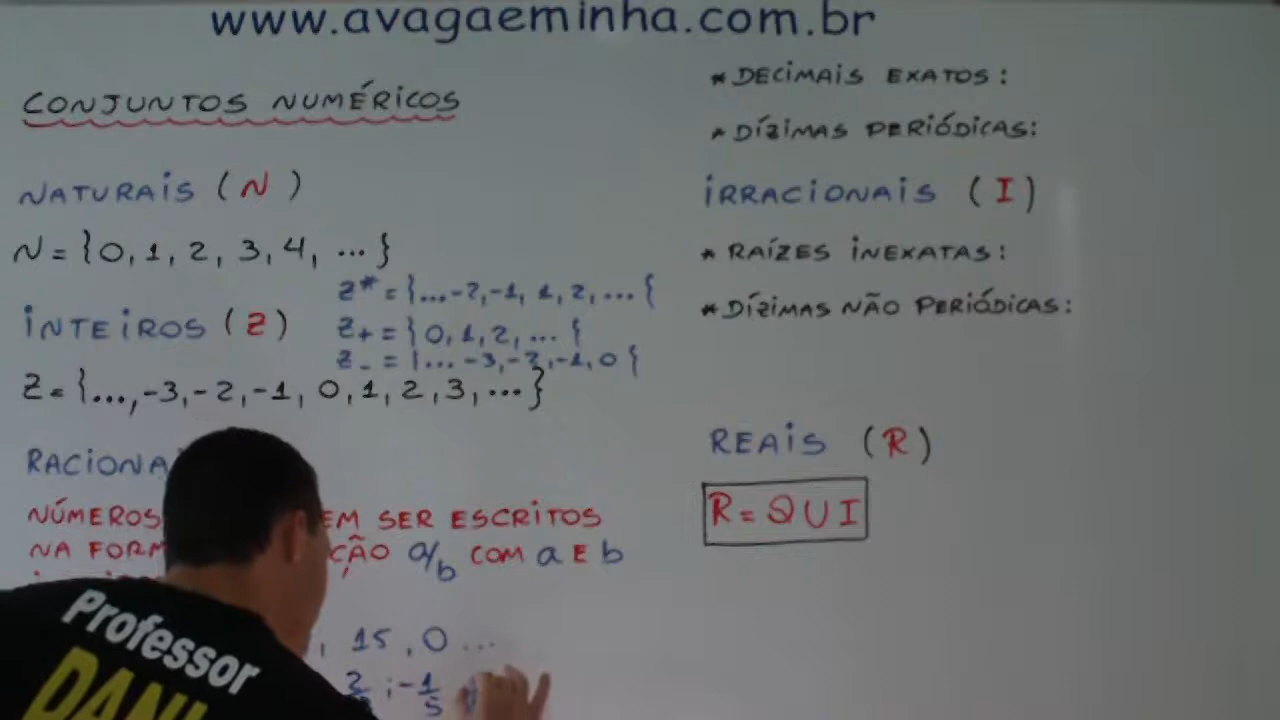 www.avagaeminha.com.br
CONJUNTOS NUMÉRICOS
NATURAIS (N)
N = {0, 1, 2, 3, 4, ... }
Z* = {...-2,-1, 1, 2, ... {
INTEIROS (Z)
Z+ = {0, 1, 2, ... {
Z- = {... -3,-2,-1, 0 {
Z = {..., -3, -2, -1, 0, 1, 2, 3, ... }
RACIONA
NÚMEROS EM SER ESCRITOS
NA FORM ÇÃO a/b COM a E b
, 15 , 0 ...
; -1/5
* DECIMAIS EXATOS:
* DÍZIMAS PERIÓDICAS:
IRRACIONAIS (I)
* RAÍZES INEXATAS:
* DÍZIMAS NÃO PERIÓDICAS:
REAIS (R)
R = Q U I
Professor